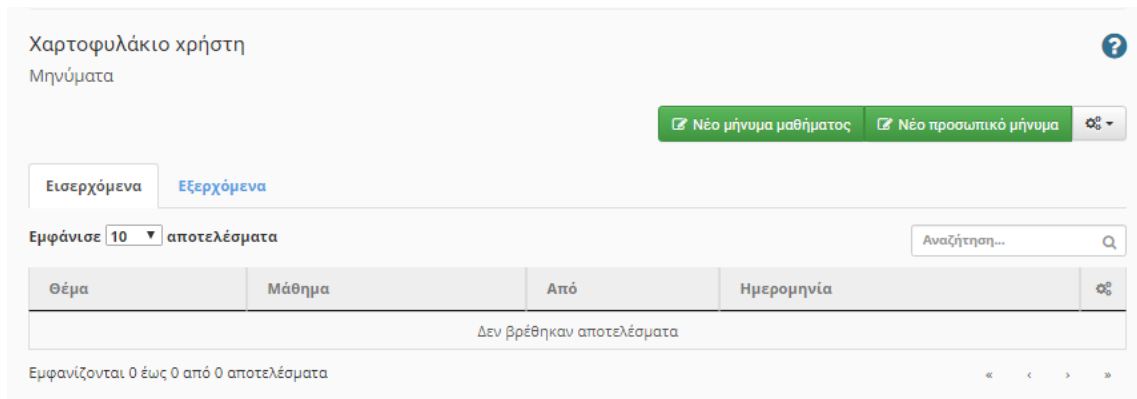 Χαρτοφυλάκιο χρήστη
Μηνύματα
Νέο μήνυμα μαθήματος Νέο προσωπικό μήνυμα
Εισερχόμενα Εξερχόμενα
Εμφάνισε 10 αποτελέσματα Αναζήτηση...
Θέμα Μάθημα Από Ημερομηνία
Δεν βρέθηκαν αποτελέσματα
Εμφανίζονται 0 έως 0 από 0 αποτελέσματα « ‹ › »